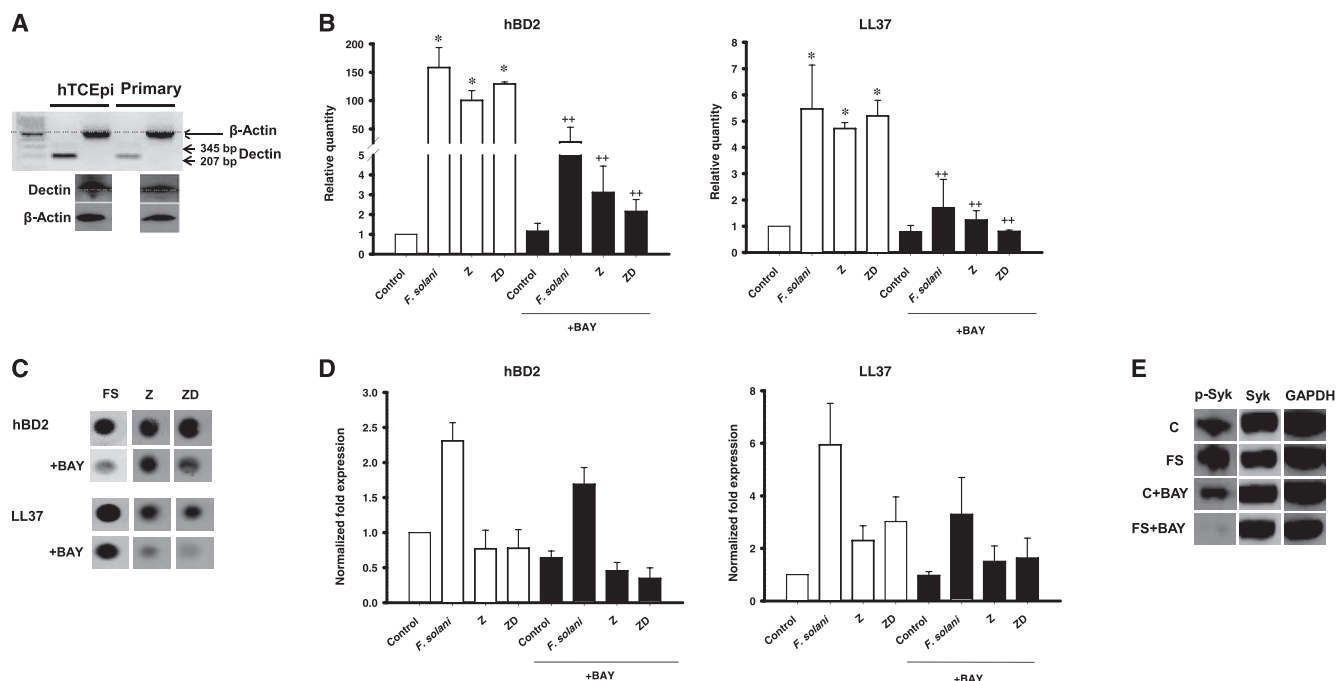 A
hTCEpi Primary
β-Actin
345 bp
Dectin
207 bp
Dectin
β-Actin
B
hBD2
Relative quantity
200
150
100
50
5
4
3
2
1
0
*
*
*
++
++
++
Control
F. solani
Z
ZD
Control
F. solani
Z
ZD
+BAY
LL37
Relative quantity
8
7
6
5
4
3
2
1
0
*
*
*
++
++
++
Control
F. solani
Z
ZD
Control
F. solani
Z
ZD
+BAY
C
FS Z ZD
hBD2
+BAY
LL37
+BAY
D
hBD2
Normalized fold expression
3.0
2.5
2.0
1.5
1.0
0.5
0.0
Control
F. solani
Z
ZD
Control
F. solani
Z
ZD
+BAY
LL37
Normalized fold expression
8
6
4
2
0
Control
F. solani
Z
ZD
Control
F. solani
Z
ZD
+BAY
E
p-Syk Syk GAPDH
C
FS
C+BAY
FS+BAY